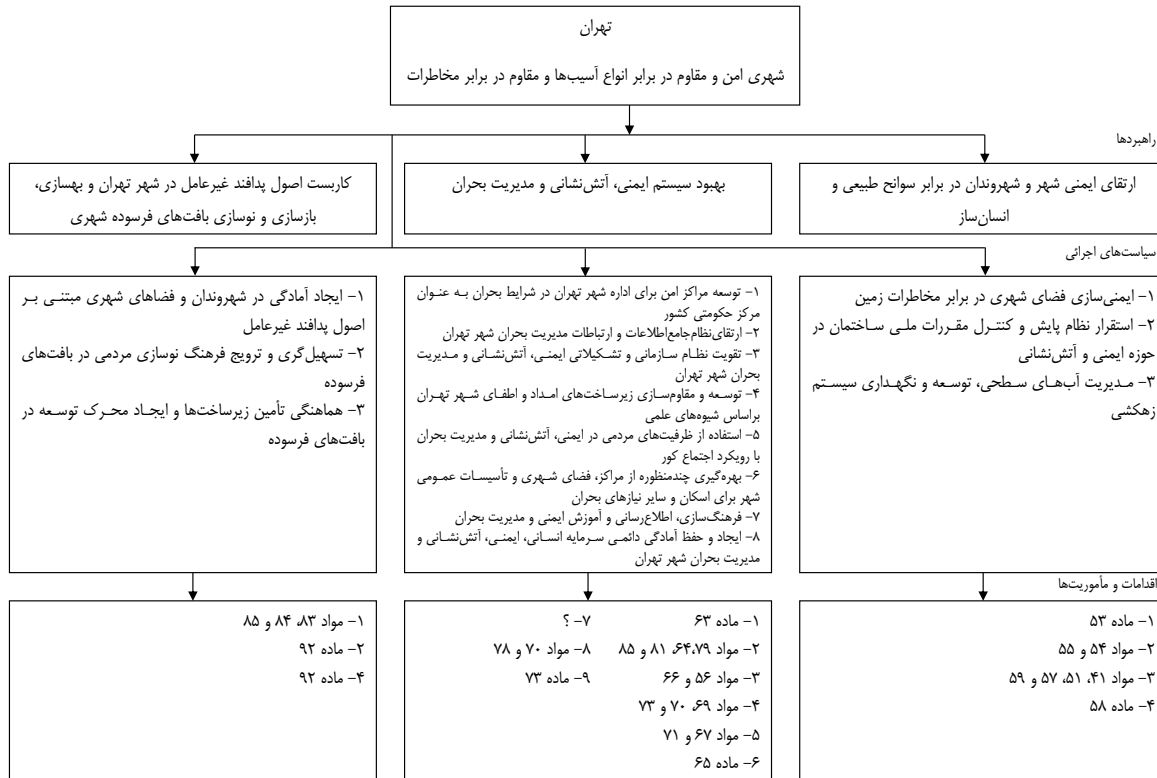 تهران
شهری امن و مقاوم در برابر انواع آسیب‌ها و مقاوم در برابر مخاطرات
راهبردها
ارتقای ایمنی شهر و شهروندان در برابر سوانح طبیعی و
انسان‌ساز
بهبود سیستم ایمنی، آتش‌نشانی و مدیریت
بحران
کاربست اصول پدافند غیرعامل در شهر تهران و بهسازی،
بازسازی و نوسازی بافت‌های فرسوده شهری
سیاست‌های اجرائی
۱- ایمنی‌سازی فضای شهری در برابر مخاطرات زمین
۲- استقرار نظام پایش و کنترل مقررات ملی ساختمان در
حوزه ایمنی و آتش‌نشانی
۳- مدیریت آب‌های سطحی، توسعه و نگهداری سیستم
زهکشی
۱- توسعه مراکز امن برای اداره شهر تهران در شرایط بحران به عنوان
مرکز حکومتی کشور
۲- ارتقای‌نظام‌جامع‌اطلاعات و ارتباطات مدیریت بحران شهر تهران
۳- تقویت نظام سازمانی و تشکیلاتی ایمنی، آتش‌نشانی و مدیریت
بحران شهر تهران
۴- توسعه و مقاوم‌سازی زیرساخت‌های امداد و اطفای شهر تهران
براساس شیوه‌های علمی
۵- استفاده از ظرفیت‌های مردمی در ایمنی، آتش‌نشانی و مدیریت بحران
با رویکرد اجتماع کور
۶- بهره‌گیری چندمنظوره از مراکز، فضای شهری و تأسیسات عمومی
شهر برای اسکان و سایر نیازهای بحران
۷- فرهنگ‌سازی، اطلاع‌رسانی و آموزش ایمنی و مدیریت بحران
۸- ایجاد و حفظ آمادگی دائمی سرمایه انسانی، ایمنی، آتش‌نشانی و
مدیریت بحران شهر تهران
۱- ایجاد آمادگی در شهروندان و فضاهای شهری مبتنی بر
اصول پدافند غیرعامل
۲- تسهیل‌گری و ترویج فرهنگ نوسازی مردمی در بافت‌های
فرسوده
۳- هماهنگی تأمین زیرساخت‌ها و ایجاد محرک توسعه در
بافت‌های فرسوده
اقدامات و مأموریت‌ها
۱- ماده ۵۳
۲- مواد ۵۴ و ۵۵
۳- مواد ۴۱، ۵۱، ۵۷ و ۵۹
۴- ماده ۵۸
۱- ماده ۶۳
۲- مواد ۶۴،۷۹، ۸۱ و ۸۵
۳- مواد ۵۶ و ۶۶
۴- مواد ۶۹، ۷۰ و ۷۳
۵- مواد ۶۷ و ۷۱
۶- ماده ۶۵
۷- ؟
۸- مواد ۷۰ و ۷۸
۹- ماده ۷۳
۱- مواد ۸۳، ۸۴ و ۸۵
۲- ماده ۹۲
۴- ماده ۹۲